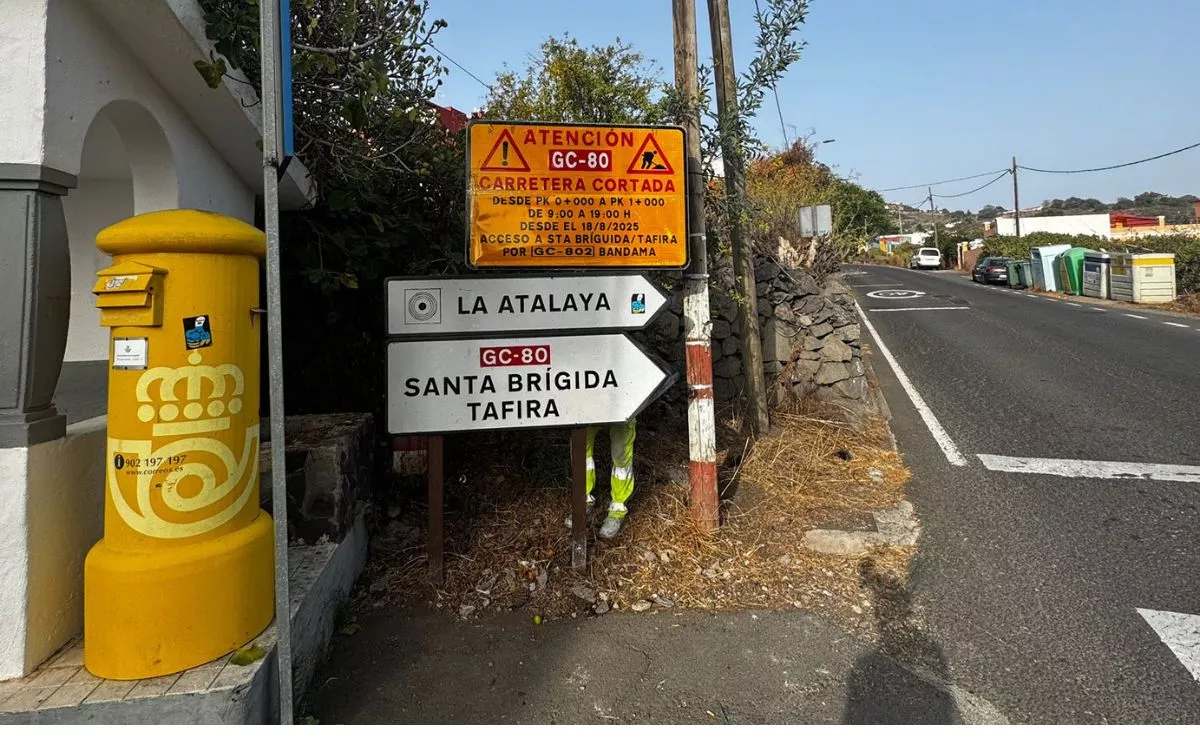 ATENCIÓN
GC-80
CARRETERA CORTADA
DESDE PK 0+000 A PK 1+000
DE 9:00 A 19:00 H
DESDE EL 18/8/2025
ACCESO A STA BRÍGUIDA/TAFIRA
POR GC-802 BANDAMA
LA ATALAYA
GC-80
SANTA BRÍGIDA
TAFIRA
902 197 197
www.correos.es